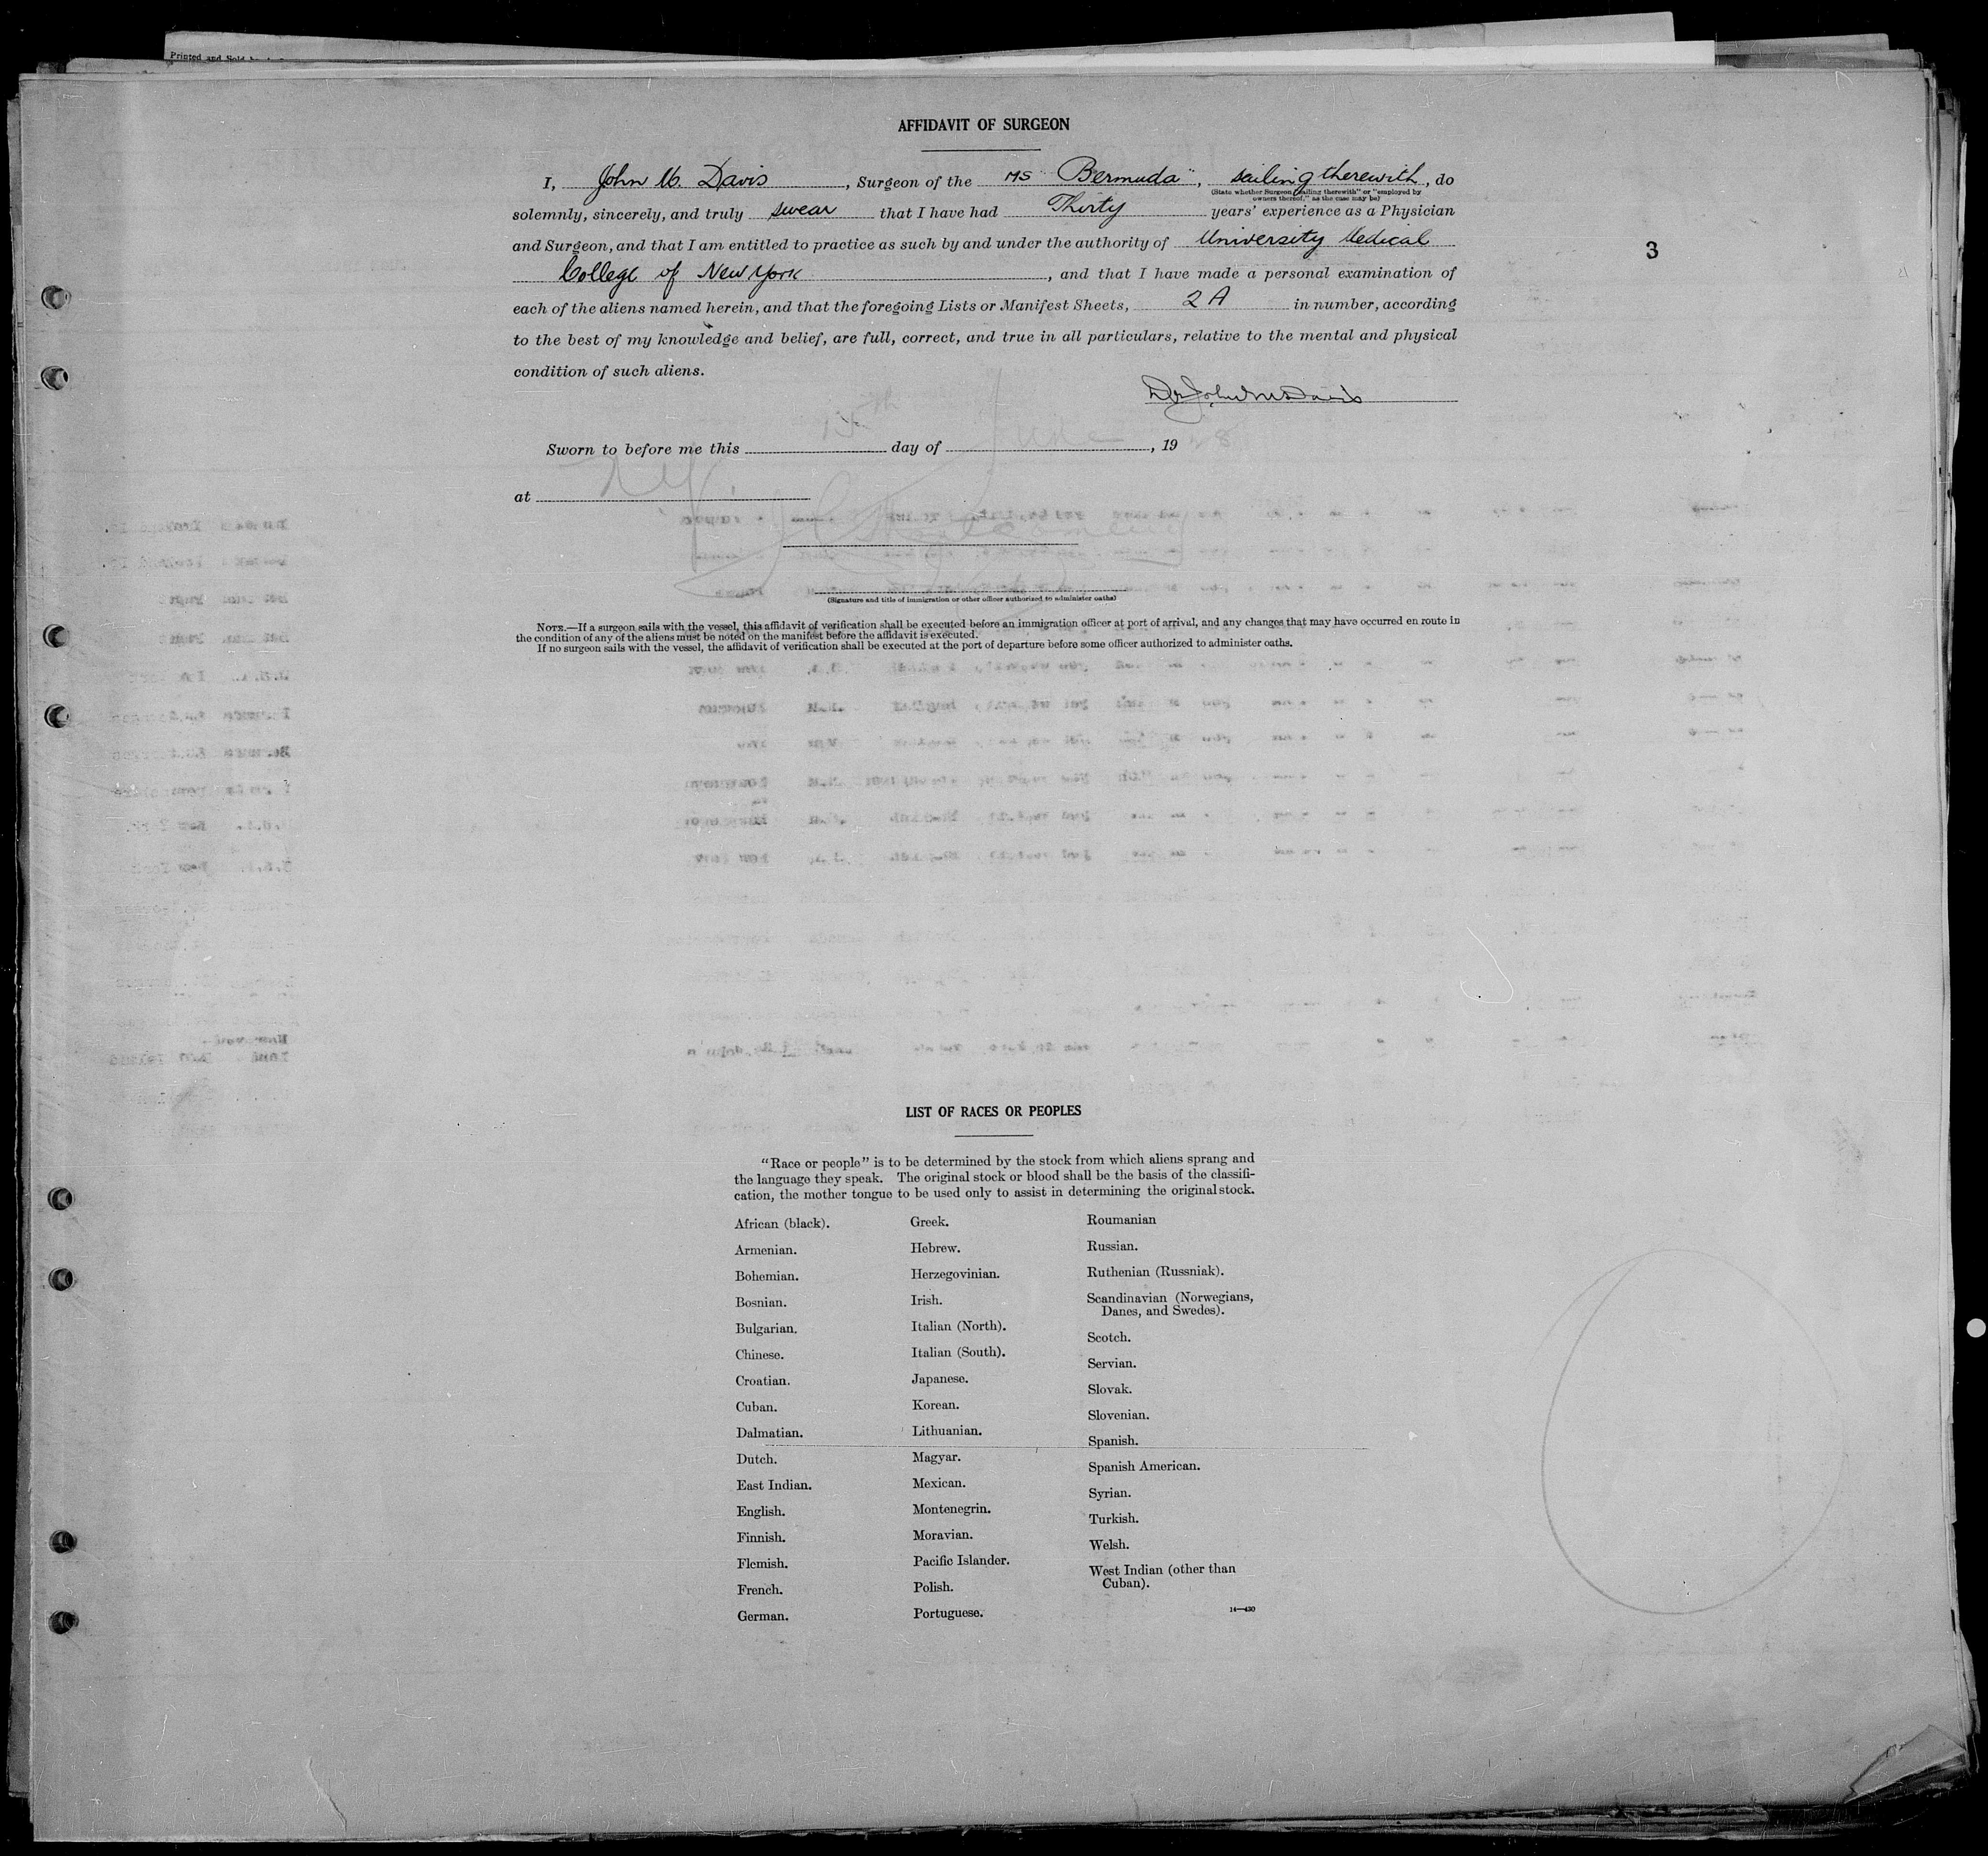 Printed and Sold by
AFFIDAVIT OF SURGEON
I, John M. Davis, Surgeon of the MS "Bermuda", sailing therewith, do
(State whether Surgeon "sailing therewith" or "employed by
owners thereof," as the case may be)
solemnly, sincerely, and truly swear that I have had Thirty years' experience as a Physician
and Surgeon, and that I am entitled to practice as such by and under the authority of University Medical
College of New York, and that I have made a personal examination of
3
each of the aliens named herein, and that the foregoing Lists or Manifest Sheets, 2 A in number, according
to the best of my knowledge and belief, are full, correct, and true in all particulars, relative to the mental and physical
condition of such aliens.
Dr John M Davis
Sworn to before me this 15th day of June, 1928
at N.Y.
(Signature and title of immigration or other officer authorized to administer oaths)
NOTE.—If a surgeon sails with the vessel, this affidavit of verification shall be executed before an immigration officer at port of arrival, and any changes that may have occurred en route in
the condition of any of the aliens must be noted on the manifest before the affidavit is executed.
If no surgeon sails with the vessel, the affidavit of verification shall be executed at the port of departure before some officer authorized to administer oaths.
LIST OF RACES OR PEOPLES
"Race or people" is to be determined by the stock from which aliens sprang and
the language they speak. The original stock or blood shall be the basis of the classifi-
cation, the mother tongue to be used only to assist in determining the original stock.
African (black).
Armenian.
Bohemian.
Bosnian.
Bulgarian.
Chinese.
Croatian.
Cuban.
Dalmatian.
Dutch.
East Indian.
English.
Finnish.
Flemish.
French.
German.
Greek.
Hebrew.
Herzegovinian.
Irish.
Italian (North).
Italian (South).
Japanese.
Korean.
Lithuanian.
Magyar.
Mexican.
Montenegrin.
Moravian.
Pacific Islander.
Polish.
Portuguese.
Roumanian
Russian.
Ruthenian (Russniak).
Scandinavian (Norwegians,
Danes, and Swedes).
Scotch.
Servian.
Slovak.
Slovenian.
Spanish.
Spanish American.
Syrian.
Turkish.
Welsh.
West Indian (other than
Cuban).
14—430